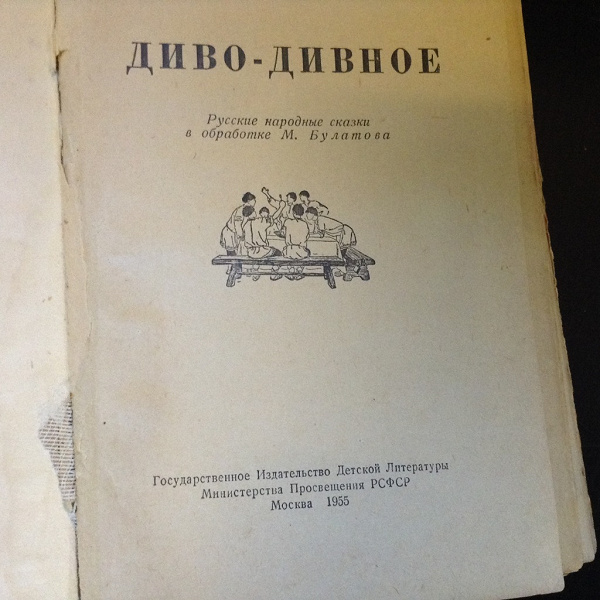 ДИВО-ДИВНОЕ
Русские народные сказки
в обработке М. Булатова
Государственное Издательство Детской Литературы
Министерства Просвещения РСФСР
Москва 1955